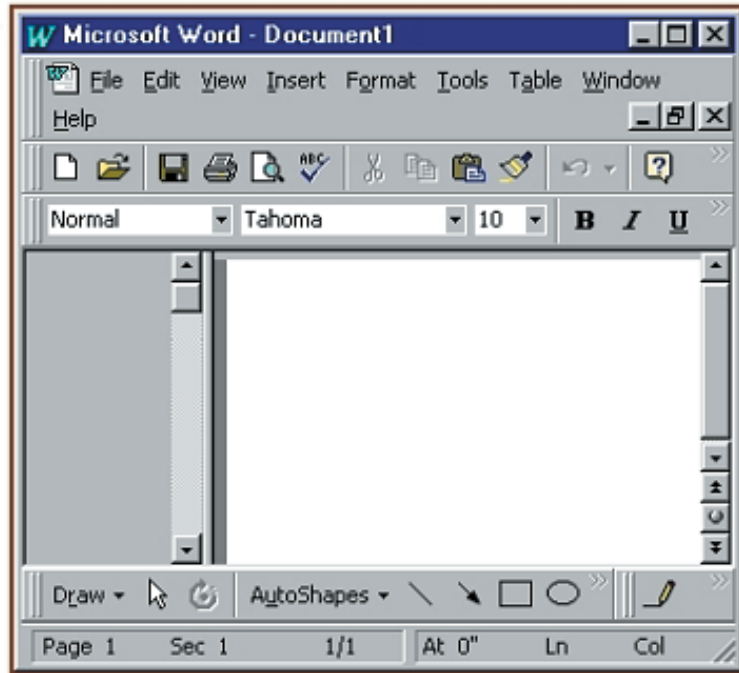 Microsoft Word - Document1
File Edit View Insert Format Tools Table Window
Help
ABC
Normal Tahoma 10 B I U
Draw AutoShapes
Page 1 Sec 1 1/1 At 0" Ln Col